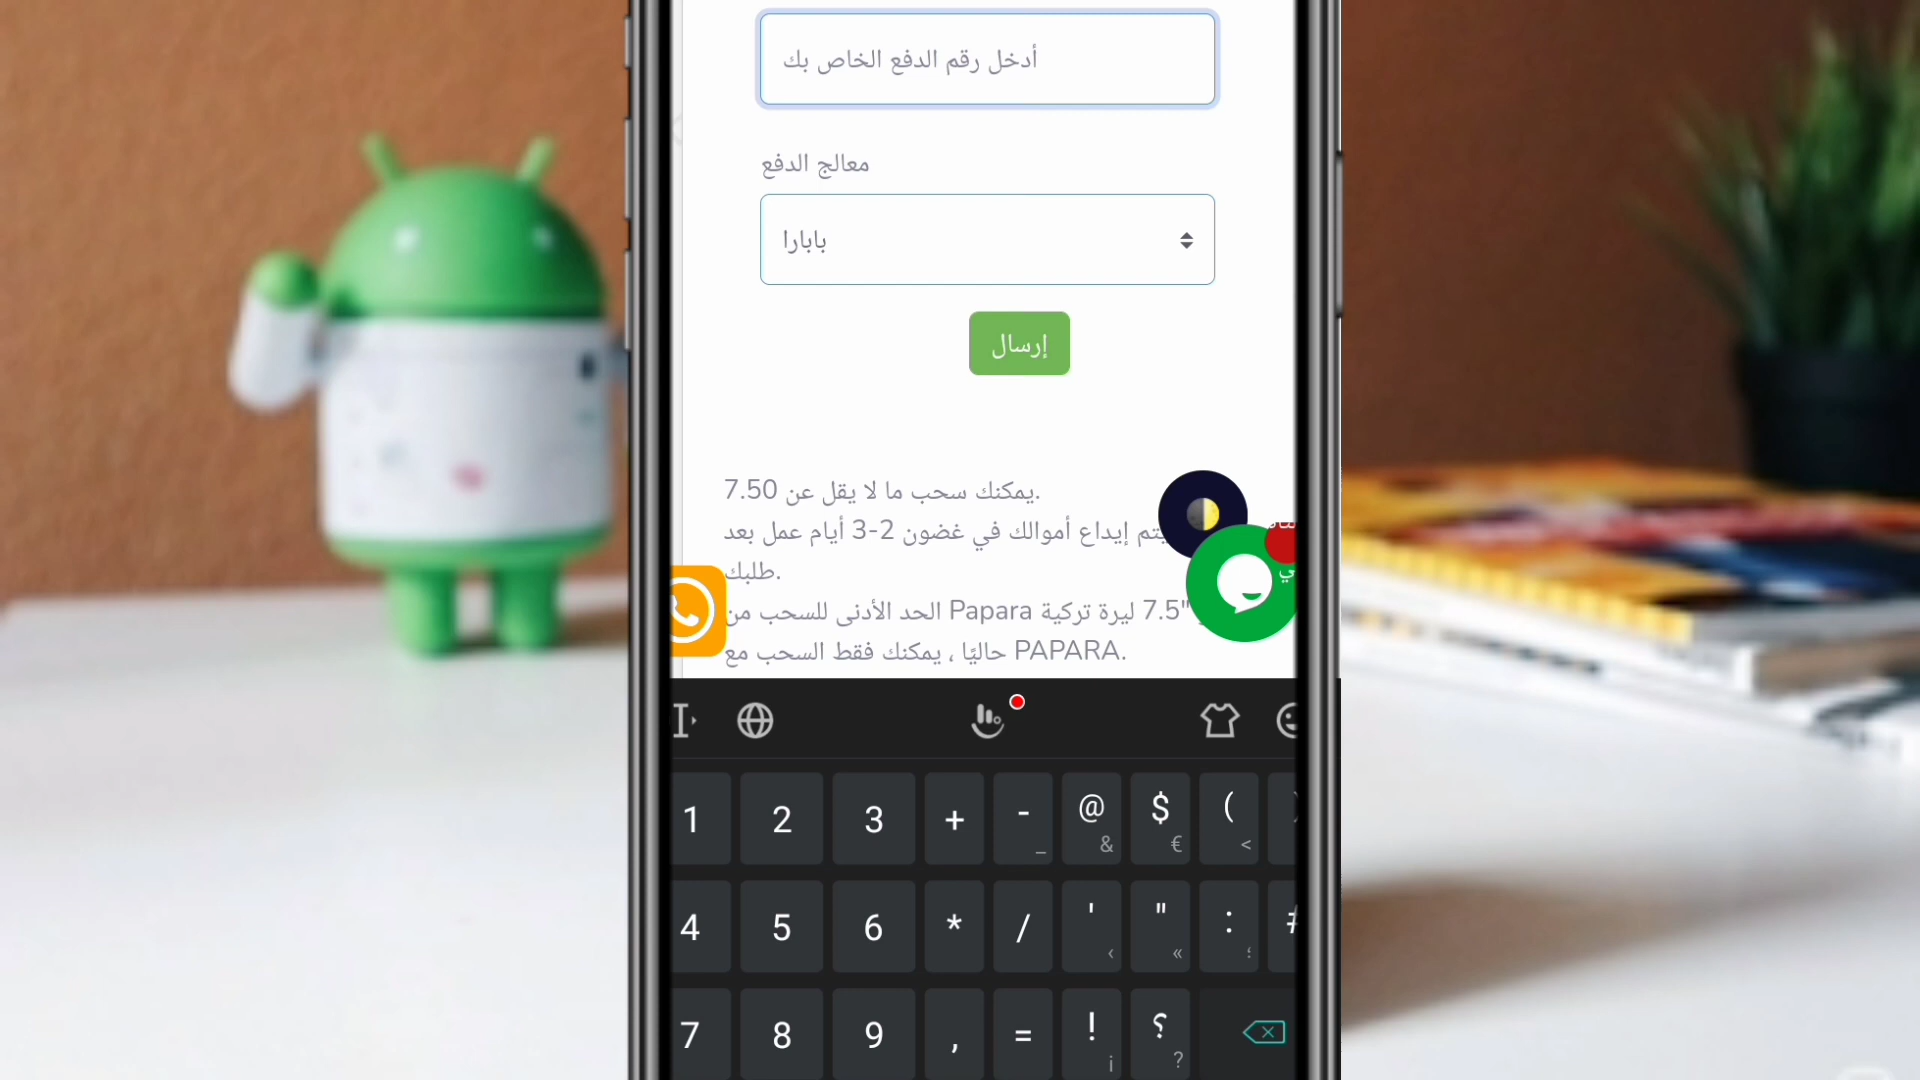 أدخل رقم الدفع الخاص بك
معالج الدفع
بابارا
إرسال
يمكنك سحب ما لا يقل عن 7.50.
يتم إيداع أموالك في غضون 2-3 أيام عمل بعد
طلبك.
الحد الأدنى للسحب من Papara ليرة تركية 7.5"
حاليًا ، يمكنك فقط السحب مع PAPARA.
1 2 3 + - _ @ & $ € ( <
4 5 6 * / ' ‹ " « : ؛ #
7 8 9 , = ! ¡ ؟ ?